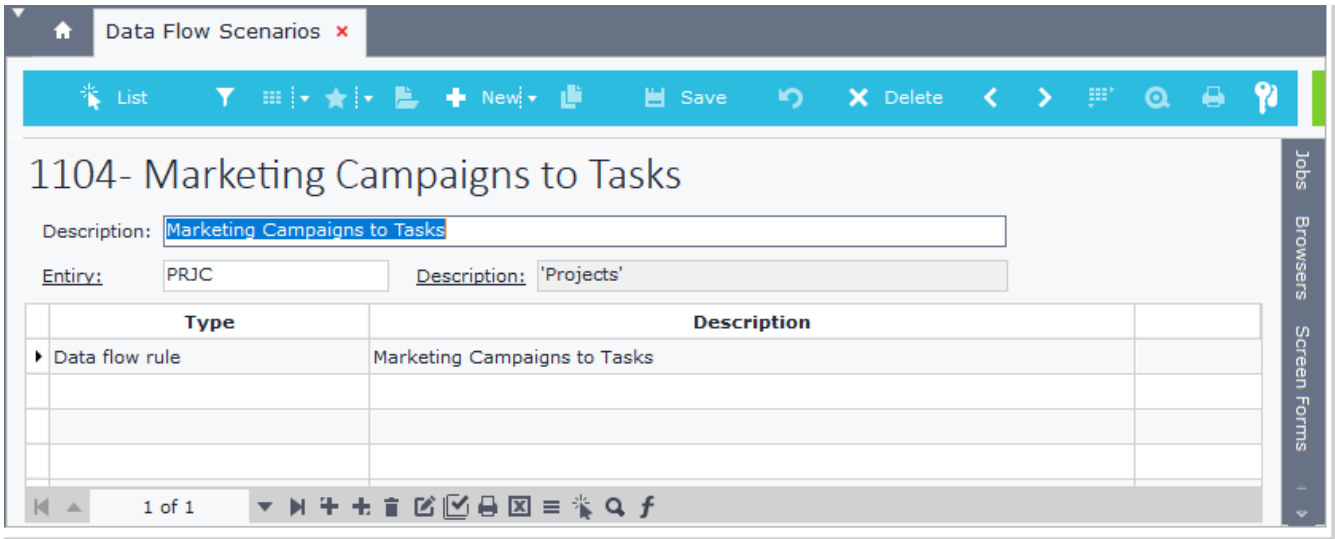 Data Flow Scenarios
List New Save Delete
1104- Marketing Campaigns to Tasks
Description: Marketing Campaigns to Tasks
Entiry: PRJC Description: 'Projects'
Type Description
Data flow rule Marketing Campaigns to Tasks
1 of 1
Jobs
Browsers
Screen Forms